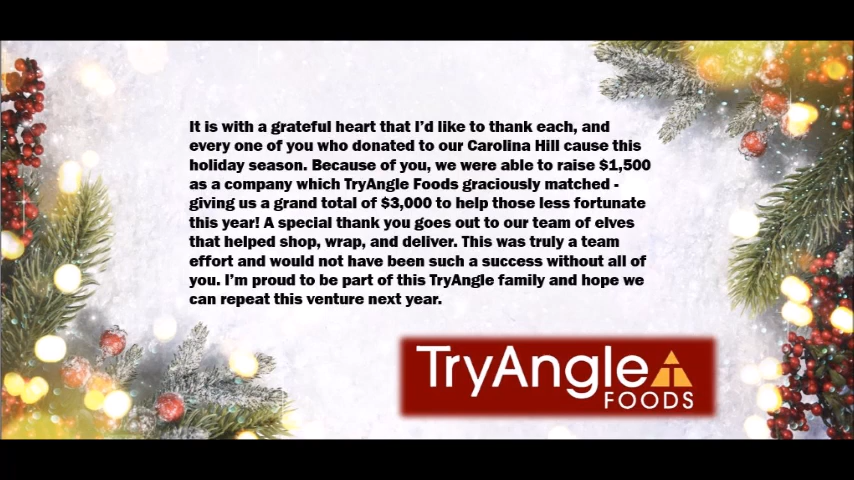 It is with a grateful heart that I'd like to thank each, and
every one of you who donated to our Carolina Hill cause this
holiday season. Because of you, we were able to raise $1,500
as a company which TryAngle Foods graciously matched -
giving us a grand total of $3,000 to help those less fortunate
this year! A special thank you goes out to our team of elves
that helped shop, wrap, and deliver. This was truly a team
effort and would not have been such a success without all of
you. I'm proud to be part of this TryAngle family and hope we
can repeat this venture next year.
TryAngle
FOODS